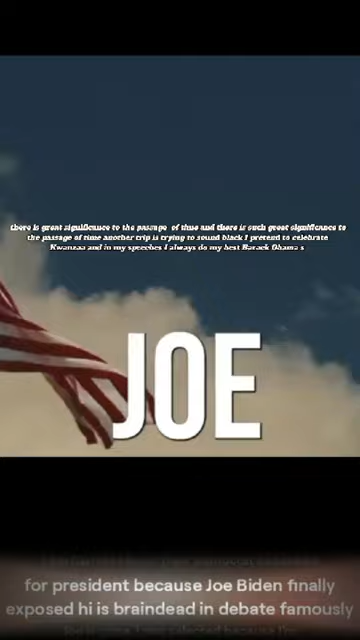 there is great significance to the passage of time and there is such great significance to
the passage of time another trip is trying to sound black I pretend to celebrate
Kwanzaa and in my speeches I always do my best Barack Obama s
JOE
for president because Joe Biden finally
exposed hi is braindead in debate famously